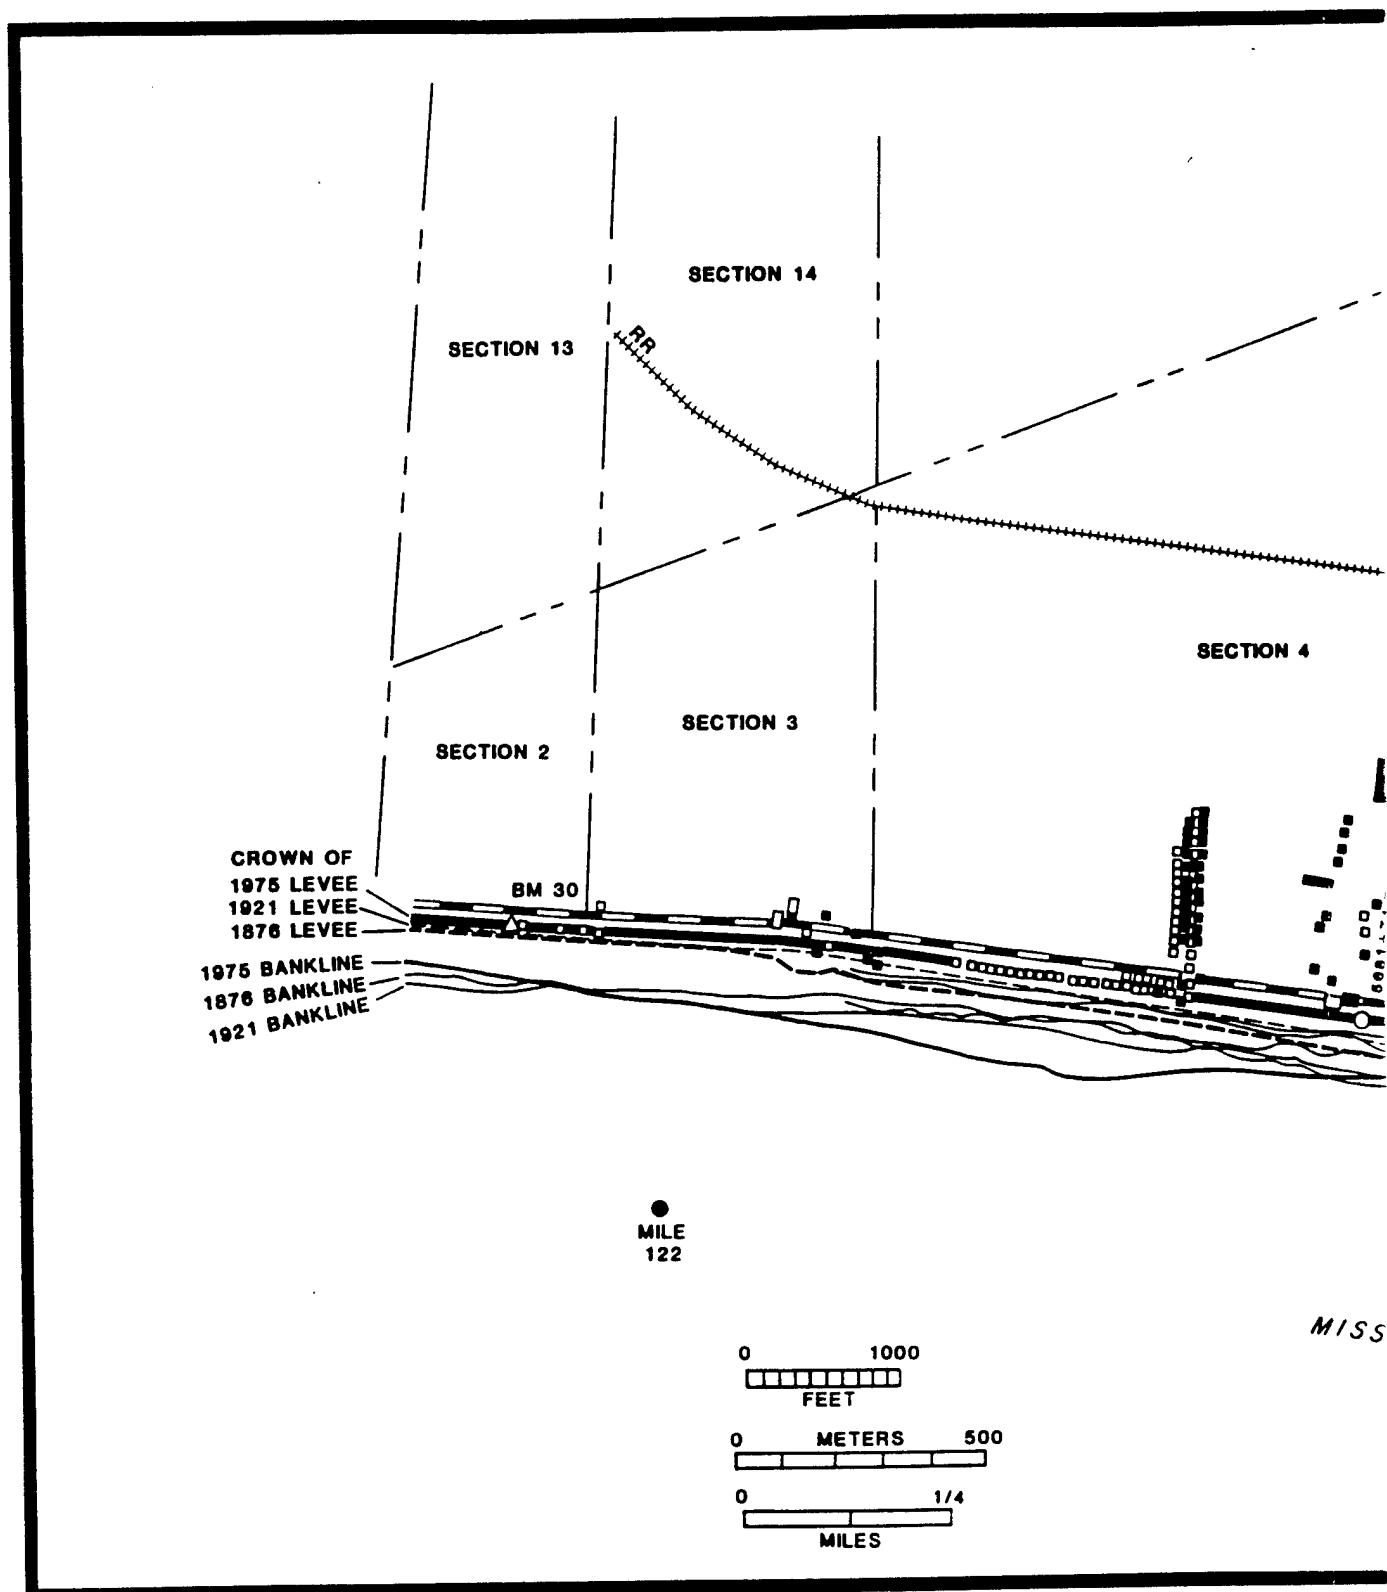 SECTION 14
RR
SECTION 13
SECTION 4
SECTION 3
SECTION 2
CROWN OF
1975 LEVEE
1921 LEVEE
1876 LEVEE
BM 30
1975 BANKLINE
1876 BANKLINE
1921 BANKLINE
MILE
122
MISS
0 1000
FEET
0 METERS 500
0 1/4
MILES